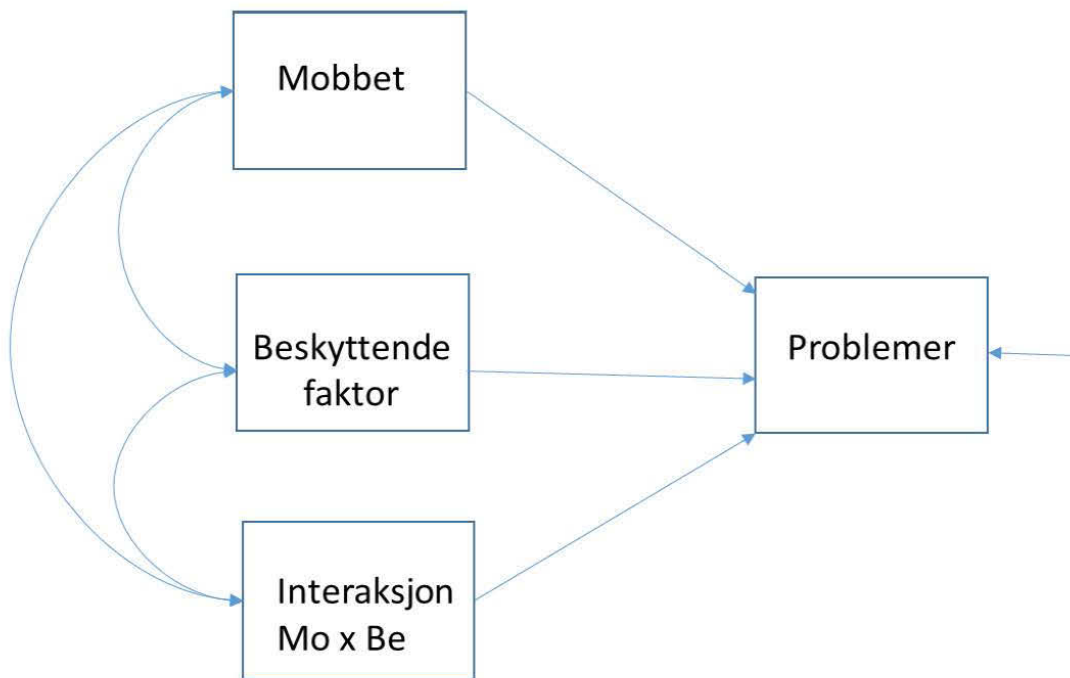 Mobbet
Beskyttende
faktor
Problemer
Interaksjon
Mo x Be